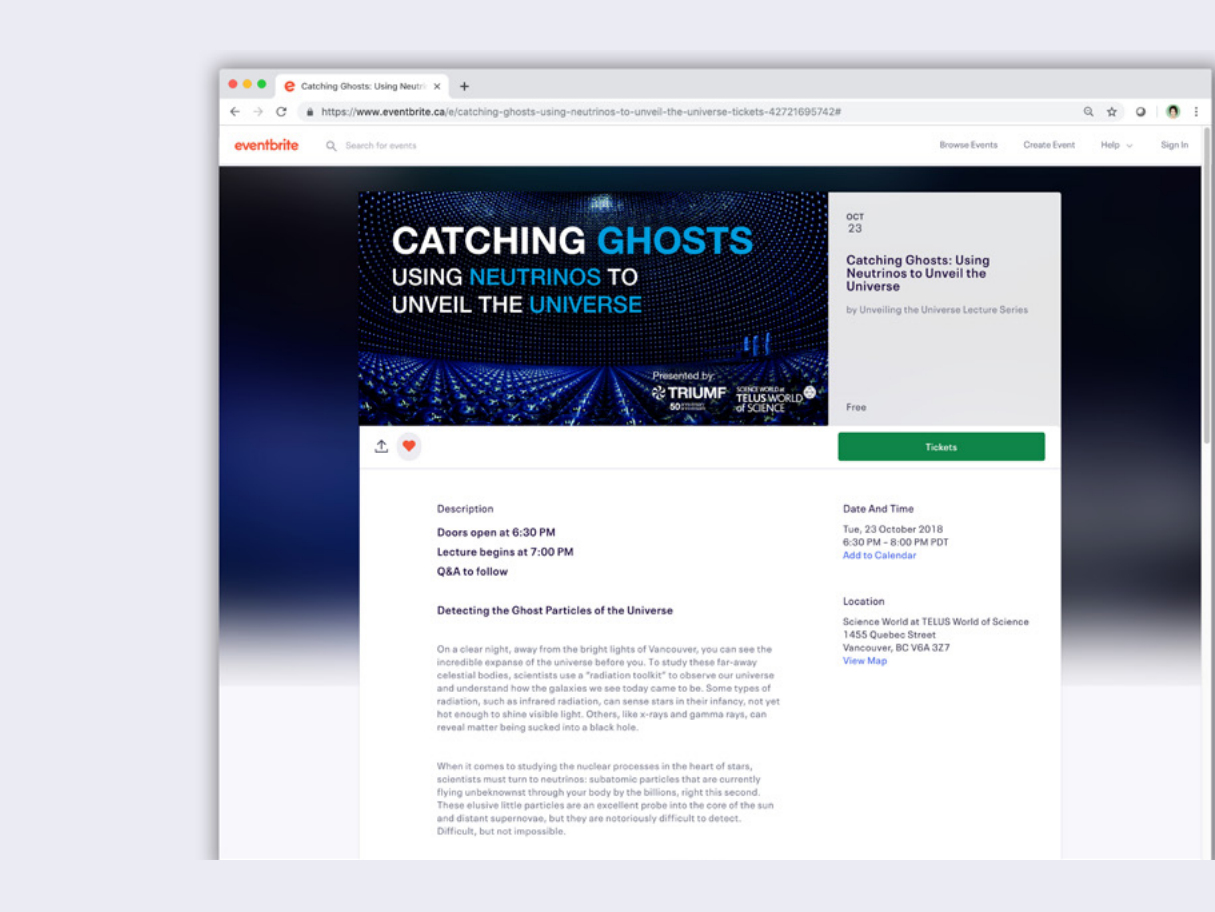 Catching Ghosts: Using Neutri
https://www.eventbrite.ca/e/catching-ghosts-using-neutrinos-to-unveil-the-universe-tickets-42721695742#
eventbrite
Search for events
Browse Events
Create Event
Help
Sign In
CATCHING GHOSTS
USING NEUTRINOS TO
UNVEIL THE UNIVERSE
Presented by:
TRIUMF
50
SCIENCE WORLD at
TELUS WORLD
of SCIENCE
OCT
23
Catching Ghosts: Using
Neutrinos to Unveil the
Universe
by Unveiling the Universe Lecture Series
Free
Tickets
Description
Doors open at 6:30 PM
Lecture begins at 7:00 PM
Q&A to follow
Detecting the Ghost Particles of the Universe
On a clear night, away from the bright lights of Vancouver, you can see the
incredible expanse of the universe before you. To study these far-away
celestial bodies, scientists use a "radiation toolkit" to observe our universe
and understand how the galaxies we see today came to be. Some types of
radiation, such as infrared radiation, can sense stars in their infancy, not yet
hot enough to shine visible light. Others, like x-rays and gamma rays, can
reveal matter being sucked into a black hole.
When it comes to studying the nuclear processes in the heart of stars,
scientists must turn to neutrinos: subatomic particles that are currently
flying unbeknownst through your body by the billions, right this second.
These elusive little particles are an excellent probe into the core of the sun
and distant supernovae, but they are notoriously difficult to detect.
Difficult, but not impossible.
Date And Time
Tue, 23 October 2018
6:30 PM – 8:00 PM PDT
Add to Calendar
Location
Science World at TELUS World of Science
1455 Quebec Street
Vancouver, BC V6A 3Z7
View Map